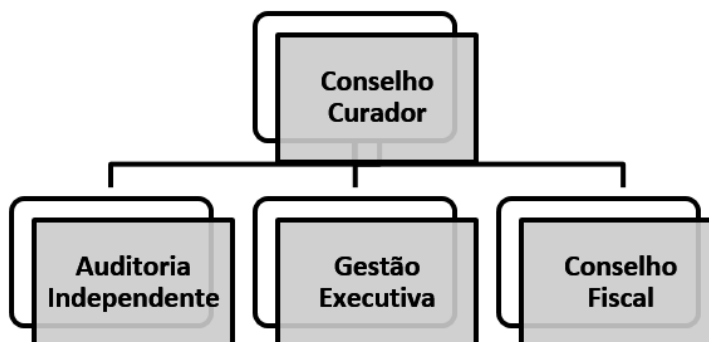 Conselho
Curador
Auditoria
Independente
Gestão
Executiva
Conselho
Fiscal